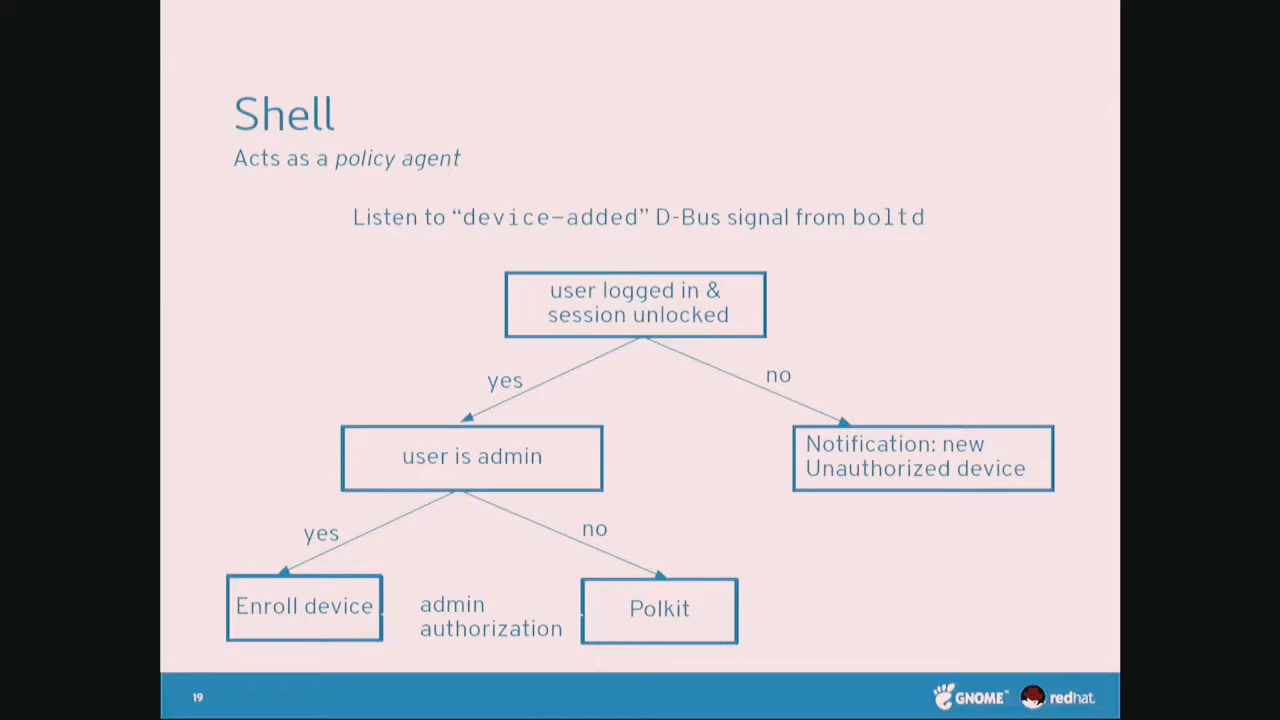 Shell
Acts as a policy agent
Listen to “device-added” D-Bus signal from boltd
user logged in &
session unlocked
yes
no
user is admin
Notification: new
Unauthorized device
yes
no
Enroll device
admin
authorization
Polkit
19
GNOME™
redhat.